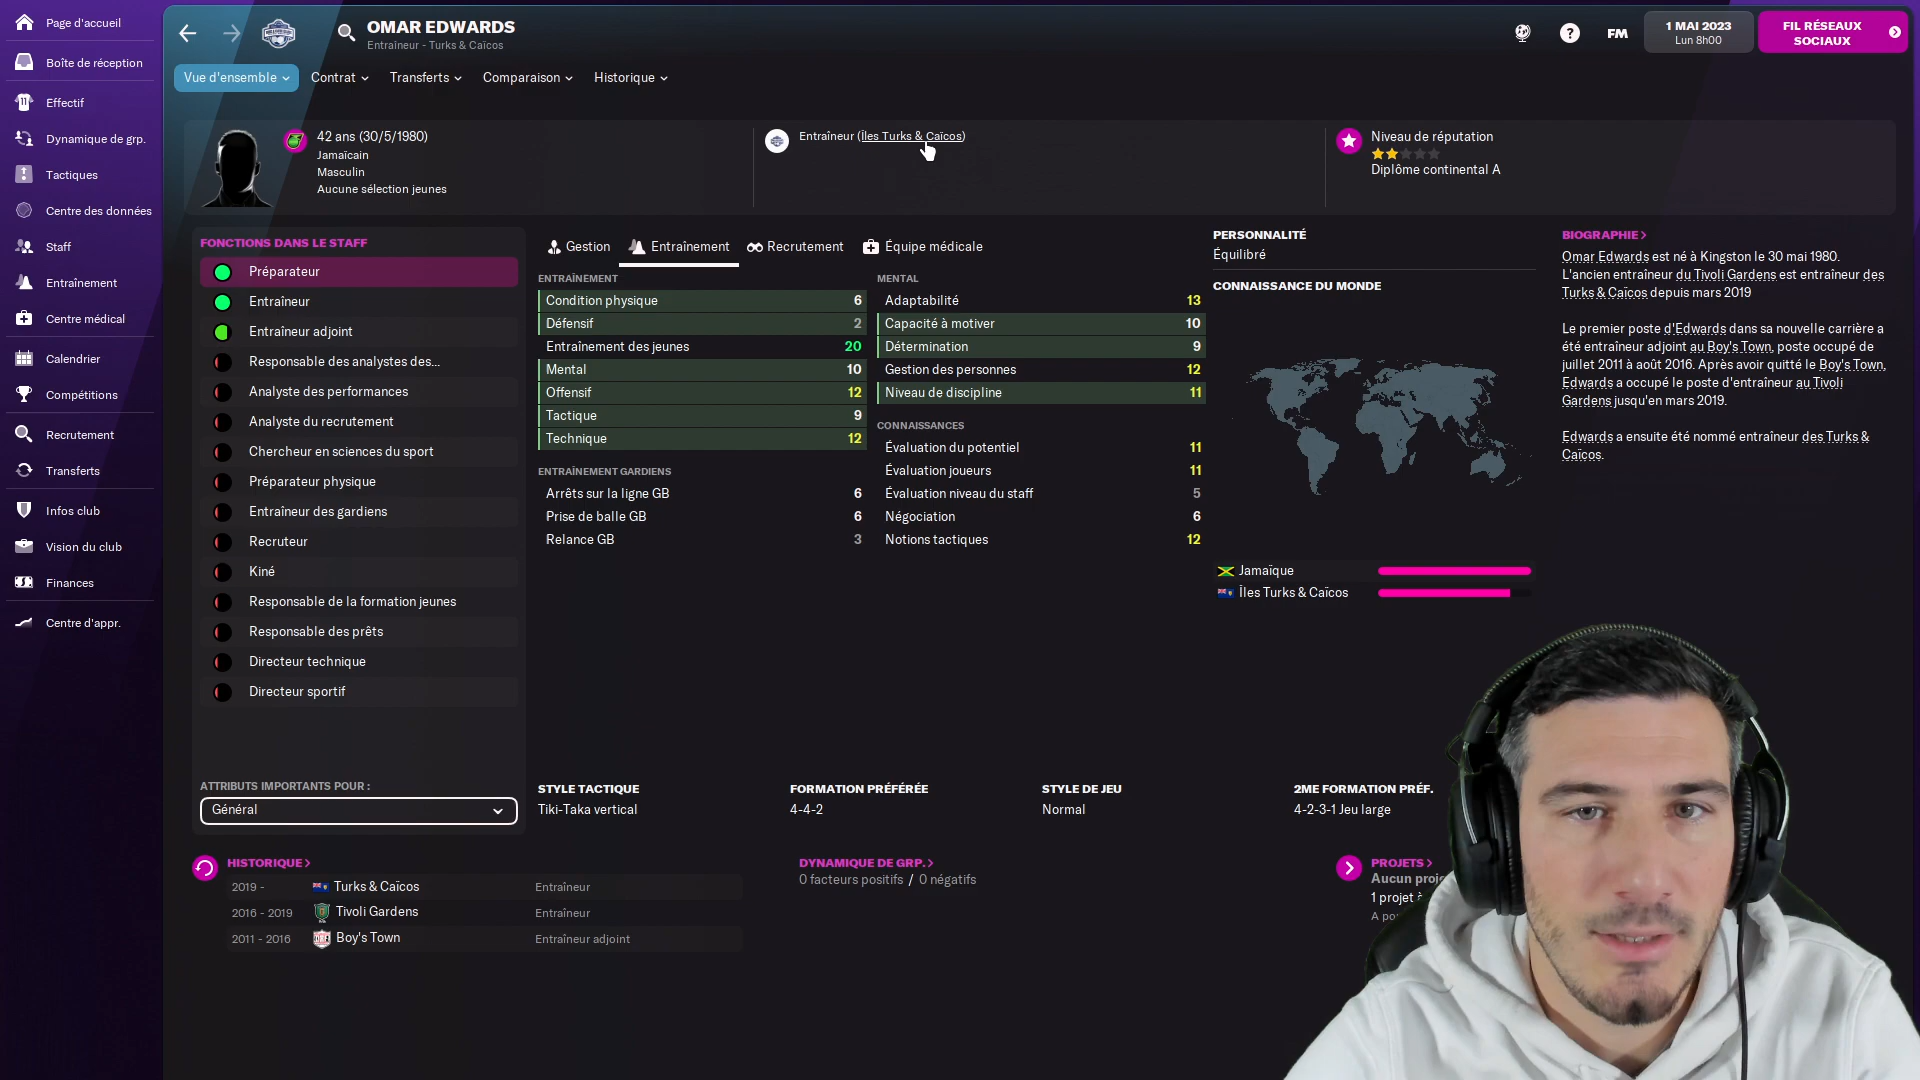 Page d'accueil
Boîte de réception
Effectif
Dynamique de grp.
Tactiques
Centre des données
Staff
Entraînement
Centre médical
Calendrier
Compétitions
Recrutement
Transferts
Infos club
Vision du club
Finances
Centre d'appr.
OMAR EDWARDS
Entraîneur - Turks & Caïcos
FM
1 MAI 2023
Lun 8h00
FIL RÉSEAUX
SOCIAUX
Vue d'ensemble
Contrat
Transferts
Comparaison
Historique
42 ans (30/5/1980)
Jamaïcain
Masculin
Aucune sélection jeunes
Entraîneur (Îles Turks & Caïcos)
Niveau de réputation
Diplôme continental A
FONCTIONS DANS LE STAFF
Préparateur
Entraîneur
Entraîneur adjoint
Responsable des analystes des...
Analyste des performances
Analyste du recrutement
Chercheur en sciences du sport
Préparateur physique
Entraîneur des gardiens
Recruteur
Kiné
Responsable de la formation jeunes
Responsable des prêts
Directeur technique
Directeur sportif
ATTRIBUTS IMPORTANTS POUR :
Général
Gestion
Entraînement
Recrutement
Équipe médicale
ENTRAÎNEMENT
Condition physique 6
Défensif 2
Entraînement des jeunes 20
Mental 10
Offensif 12
Tactique 9
Technique 12
ENTRAÎNEMENT GARDIENS
Arrêts sur la ligne GB 6
Prise de balle GB 6
Relance GB 3
MENTAL
Adaptabilité 13
Capacité à motiver 10
Détermination 9
Gestion des personnes 12
Niveau de discipline 11
CONNAISSANCES
Évaluation du potentiel 11
Évaluation joueurs 11
Évaluation niveau du staff 5
Négociation 6
Notions tactiques 12
PERSONNALITÉ
Équilibré
CONNAISSANCE DU MONDE
Jamaïque
Îles Turks & Caïcos
BIOGRAPHIE >
Omar Edwards est né à Kingston le 30 mai 1980.
L'ancien entraîneur du Tivoli Gardens est entraîneur des
Turks & Caïcos depuis mars 2019
Le premier poste d'Edwards dans sa nouvelle carrière a
été entraîneur adjoint au Boy's Town, poste occupé de
juillet 2011 à août 2016. Après avoir quitté le Boy's Town,
Edwards a occupé le poste d'entraîneur au Tivoli
Gardens jusqu'en mars 2019.
Edwards a ensuite été nommé entraîneur des Turks &
Caïcos.
STYLE TACTIQUE
Tiki-Taka vertical
FORMATION PRÉFÉRÉE
4-4-2
STYLE DE JEU
Normal
2ME FORMATION PRÉF.
4-2-3-1 Jeu large
HISTORIQUE >
2019 - Turks & Caïcos Entraîneur
2016 - 2019 Tivoli Gardens Entraîneur
2011 - 2016 Boy's Town Entraîneur adjoint
DYNAMIQUE DE GRP. >
0 facteurs positifs / 0 négatifs
PROJETS >
Aucun proje
1 projet à
A po